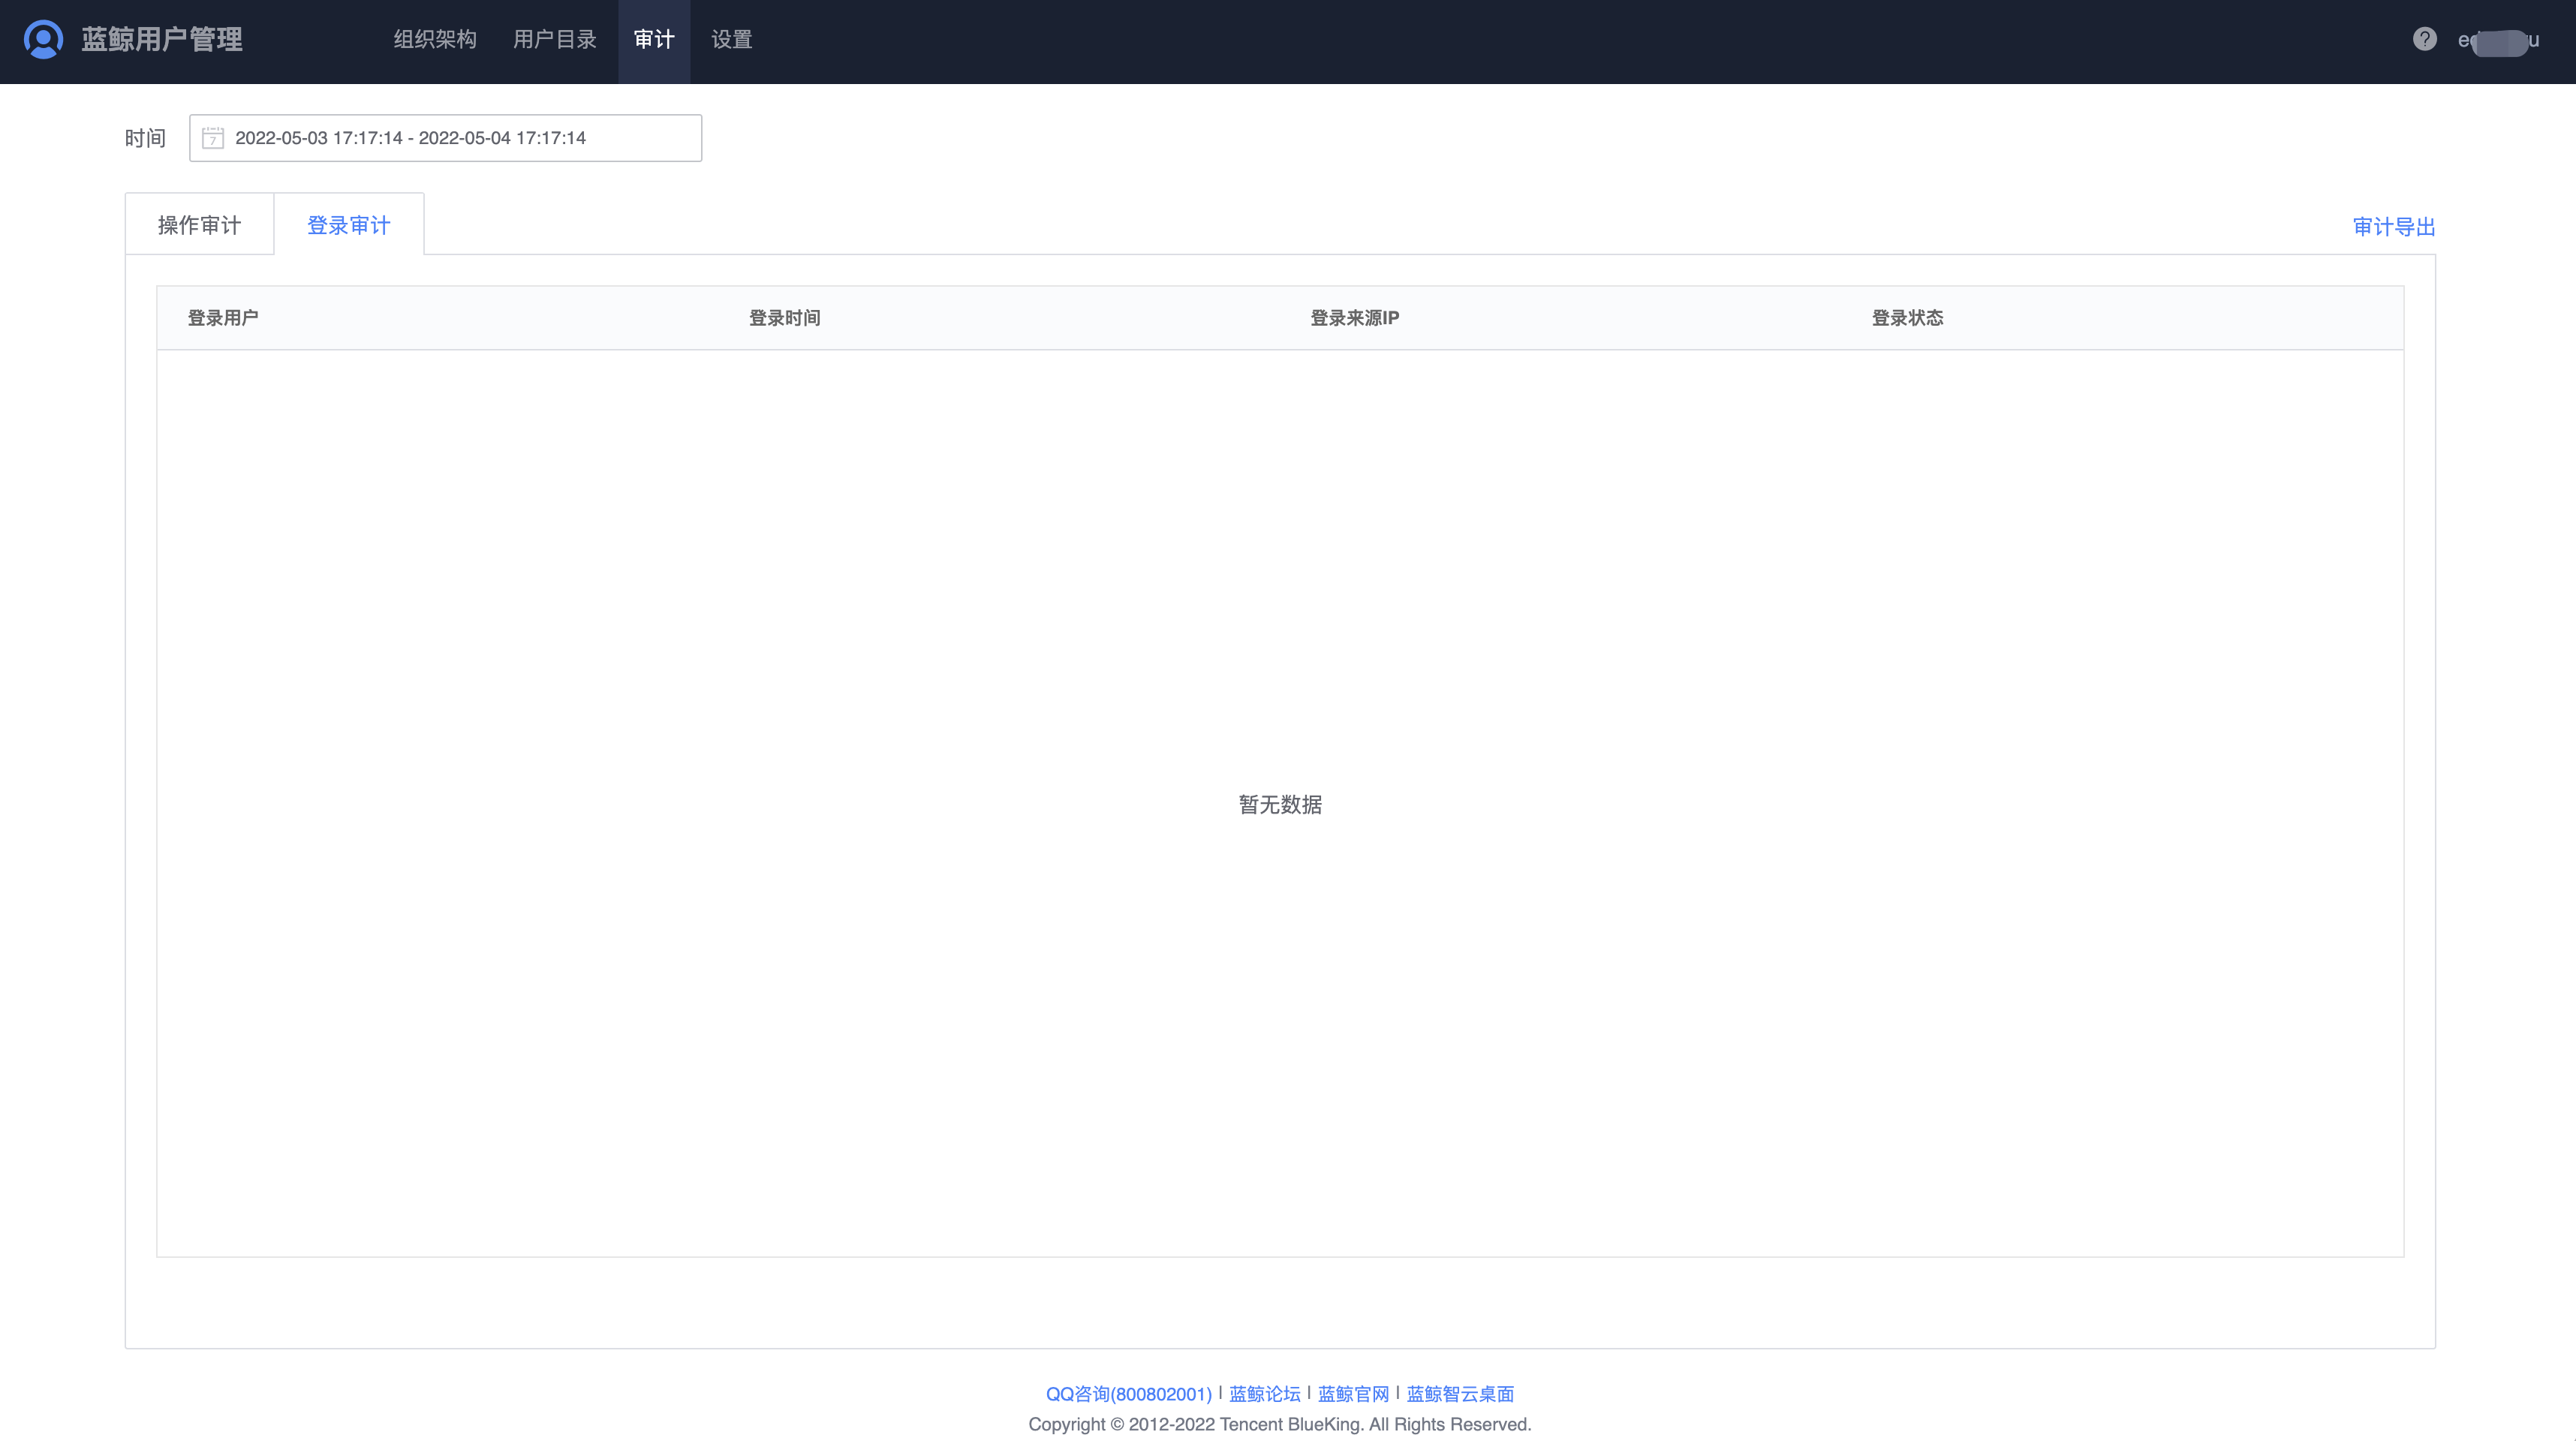 蓝鲸用户管理 组织架构 用户目录 审计 设置
时间 2022-05-03 17:17:14 - 2022-05-04 17:17:14
操作审计 登录审计 审计导出
登录用户 登录时间 登录来源IP 登录状态
暂无数据
QQ咨询(800802001) | 蓝鲸论坛 | 蓝鲸官网 | 蓝鲸智云桌面
Copyright © 2012-2022 Tencent BlueKing. All Rights Reserved.